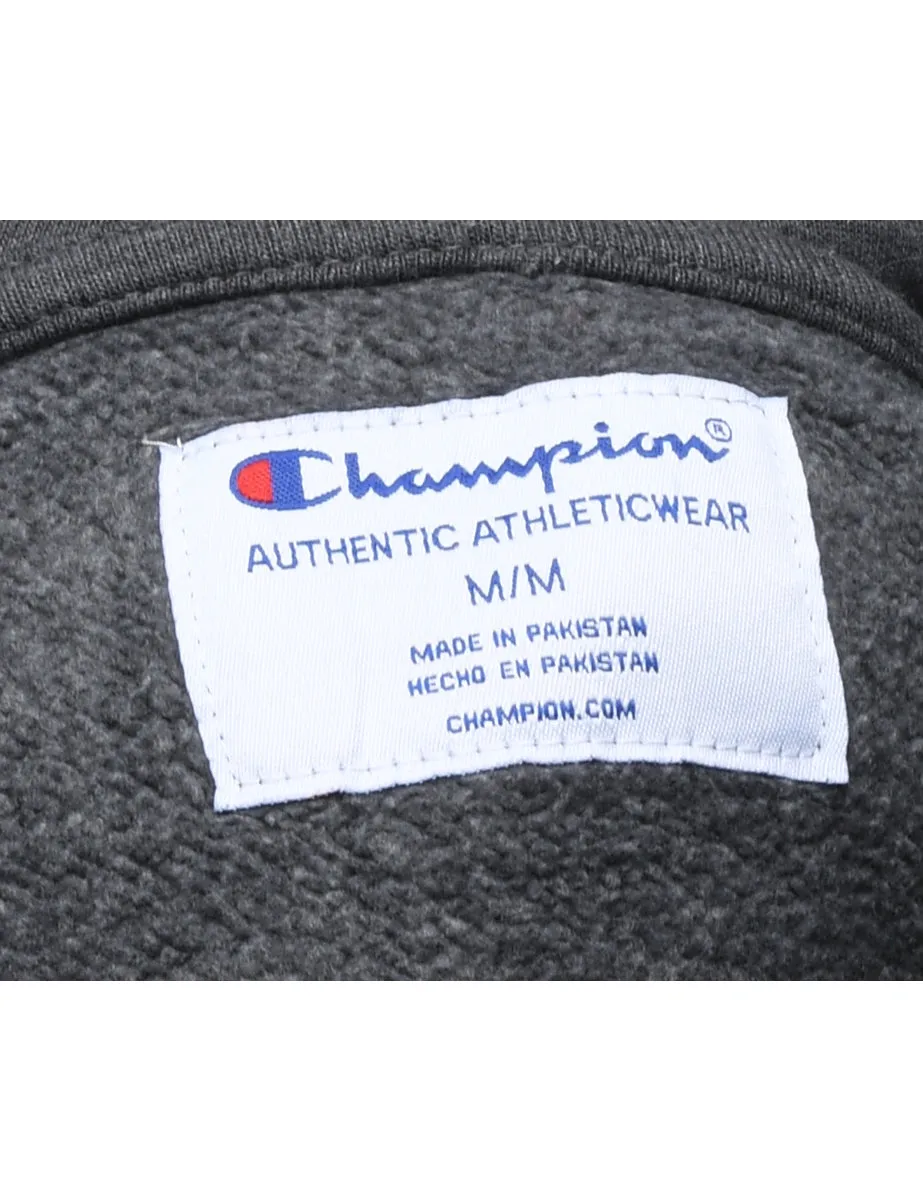 Champion®
AUTHENTIC ATHLETICWEAR
M/M
MADE IN PAKISTAN
HECHO EN PAKISTAN
CHAMPION.COM